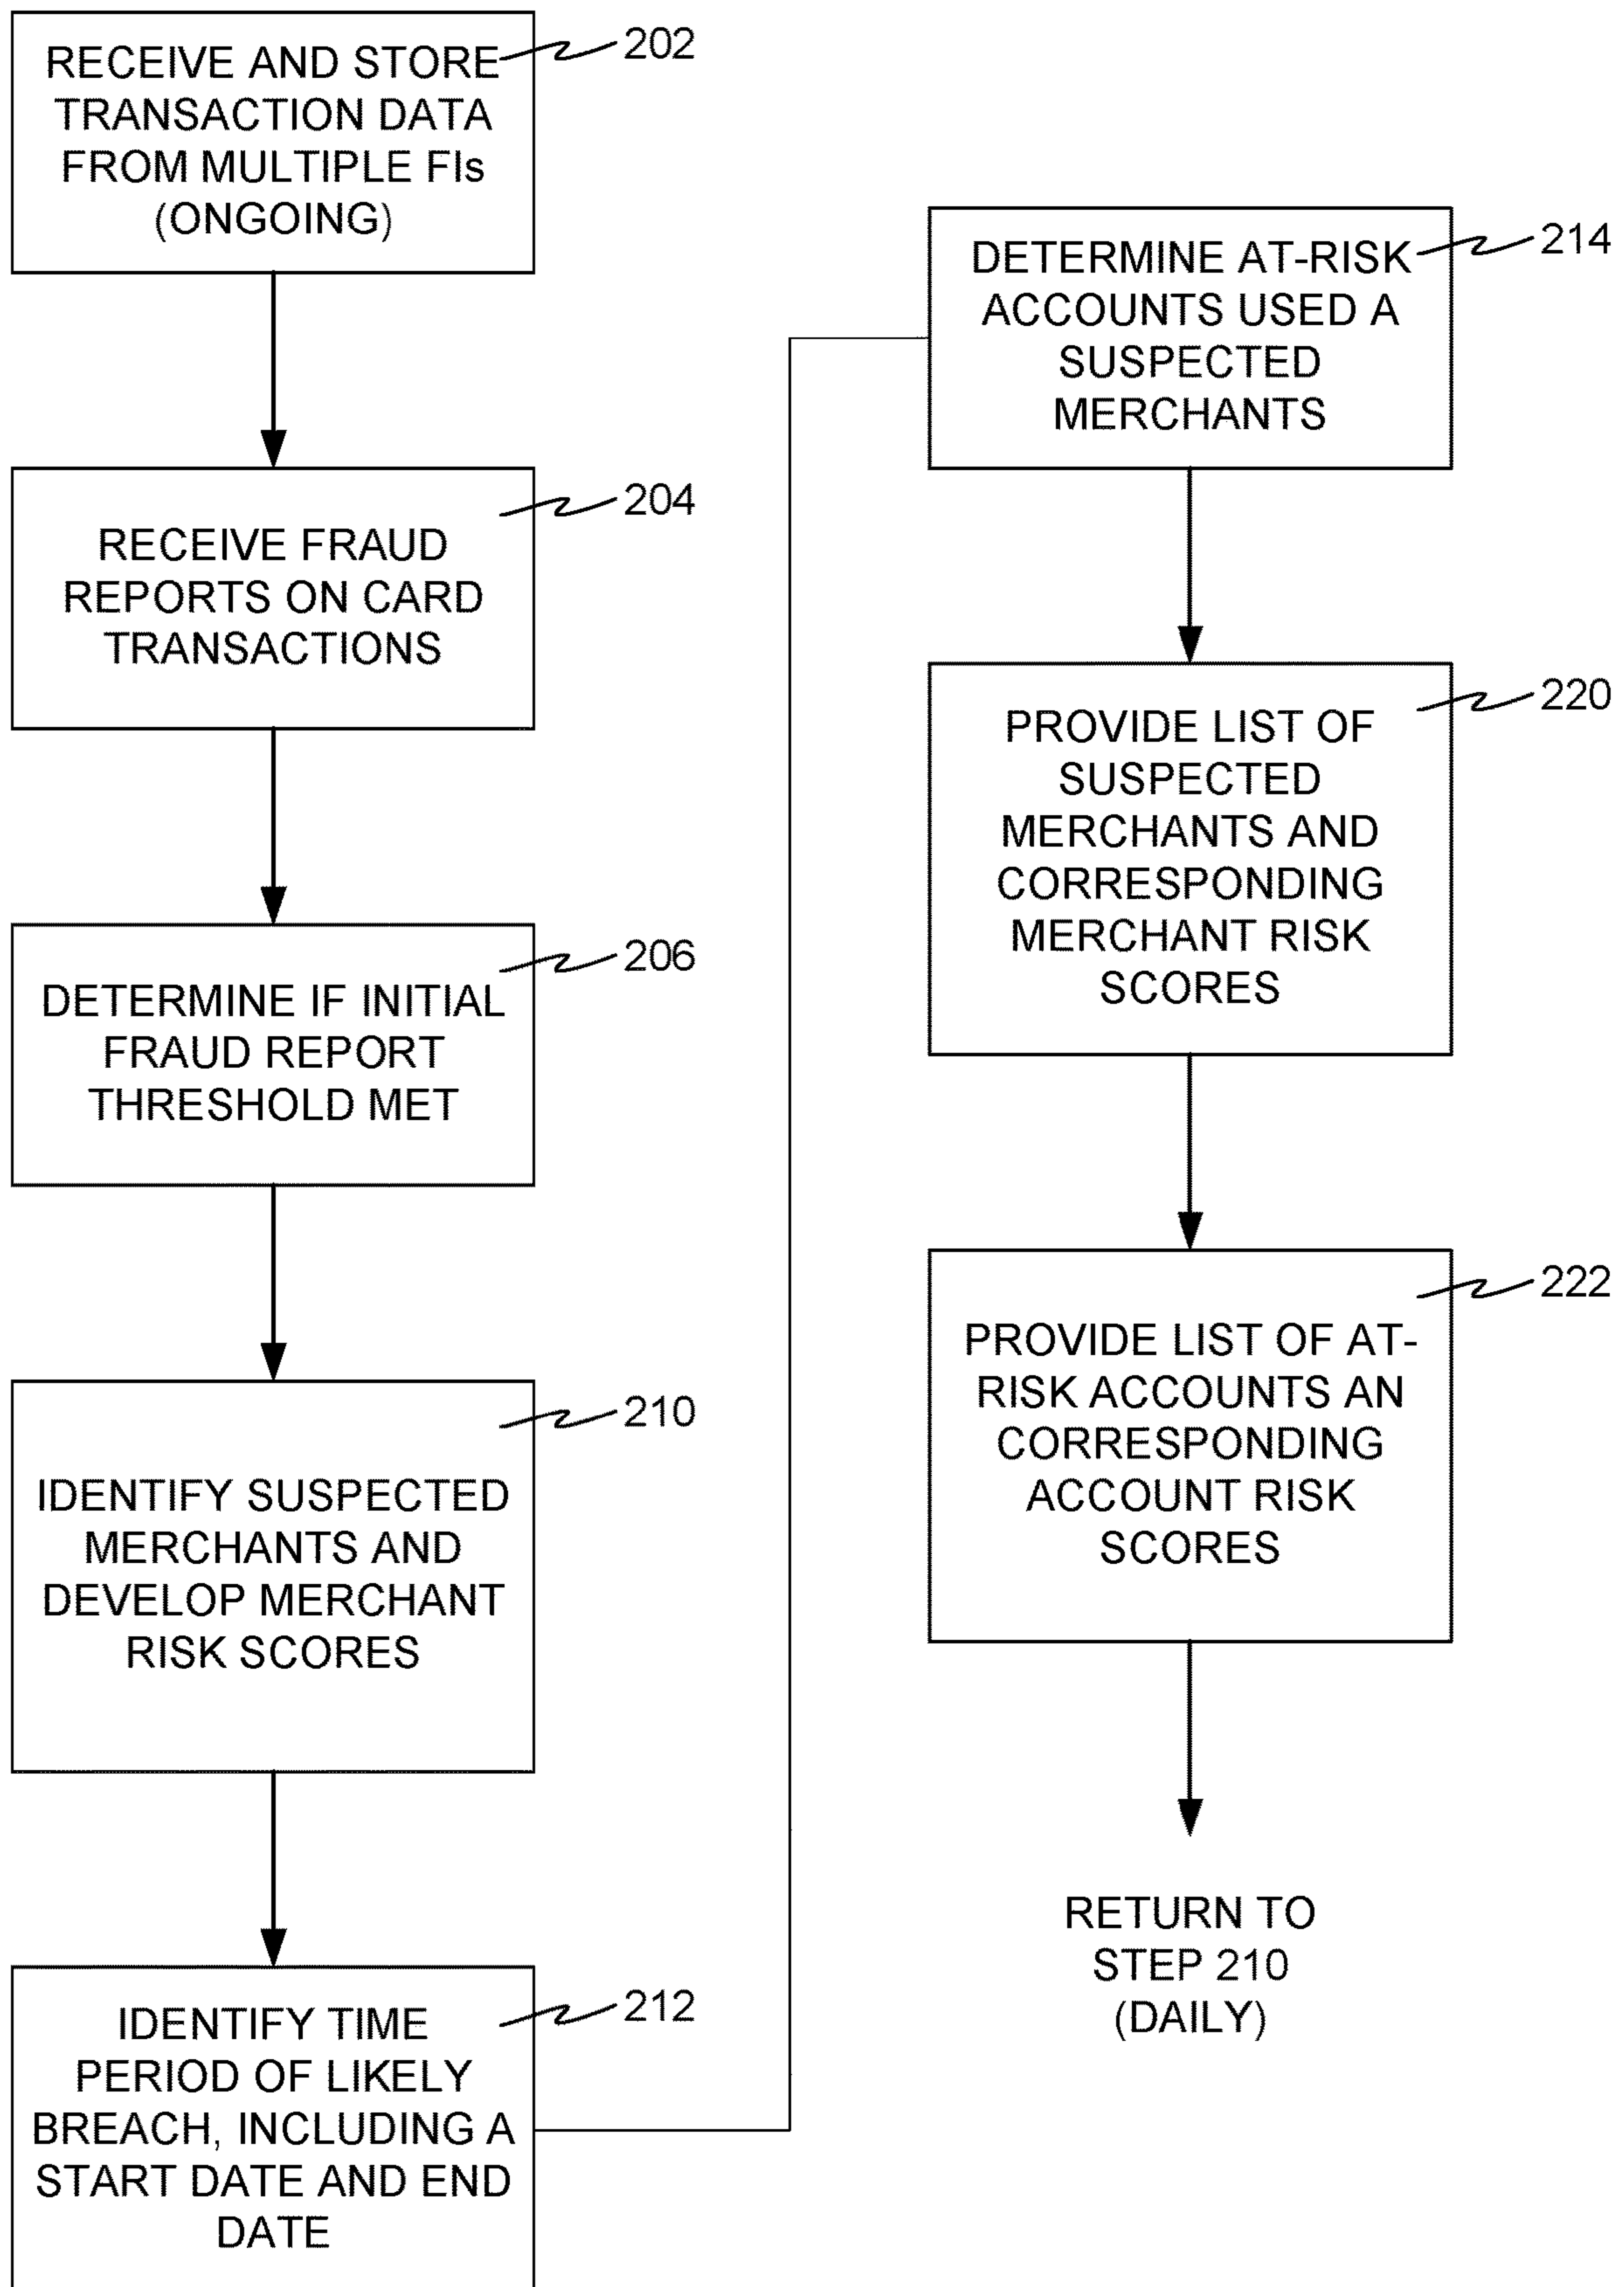 RECEIVE AND STORE
TRANSACTION DATA
FROM MULTIPLE FIs
(ONGOING)
202
RECEIVE FRAUD
REPORTS ON CARD
TRANSACTIONS
204
DETERMINE IF INITIAL
FRAUD REPORT
THRESHOLD MET
206
IDENTIFY SUSPECTED
MERCHANTS AND
DEVELOP MERCHANT
RISK SCORES
210
IDENTIFY TIME
PERIOD OF LIKELY
BREACH, INCLUDING A
START DATE AND END
DATE
212
DETERMINE AT-RISK
ACCOUNTS USED A
SUSPECTED
MERCHANTS
214
PROVIDE LIST OF
SUSPECTED
MERCHANTS AND
CORRESPONDING
MERCHANT RISK
SCORES
220
PROVIDE LIST OF AT-
RISK ACCOUNTS AN
CORRESPONDING
ACCOUNT RISK
SCORES
222
RETURN TO
STEP 210
(DAILY)